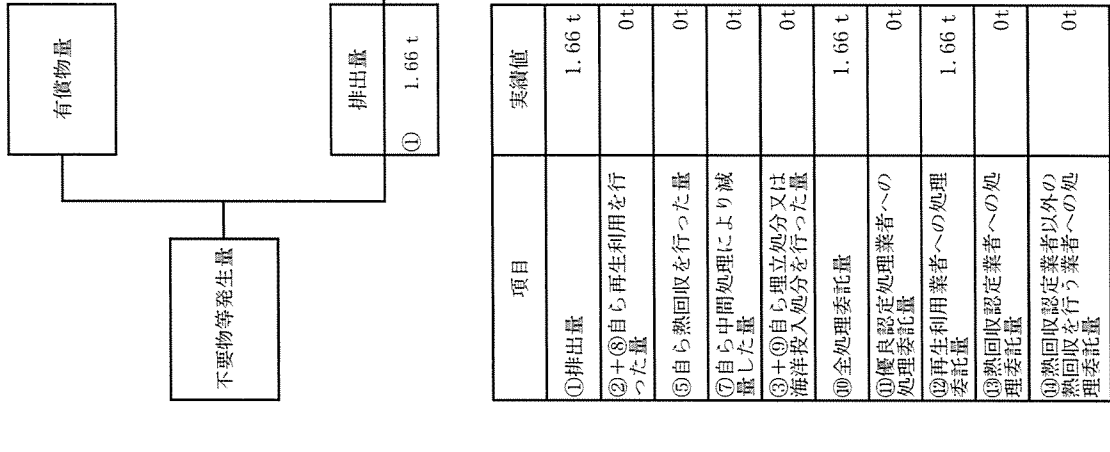 有償物量
不要物等発生量
排出量
① 1.66 t
項目 実績値
①排出量 1.66 t
②+⑧自ら再生利用を行
った量 0t
⑤自ら熱回収を行った量 0t
⑦自ら中間処理により減
量した量 0t
③+⑨自ら埋立処分又は
海洋投入処分を行った量 0t
⑩全処理委託量 1.66 t
⑪優良認定処理業者への
処理委託量 0t
⑫再生利用業者への処理
委託量 1.66 t
⑬熱回収認定業者への処
理委託量 0t
⑭熱回収認定業者以外の
熱回収を行う業者への処
理委託量 0t